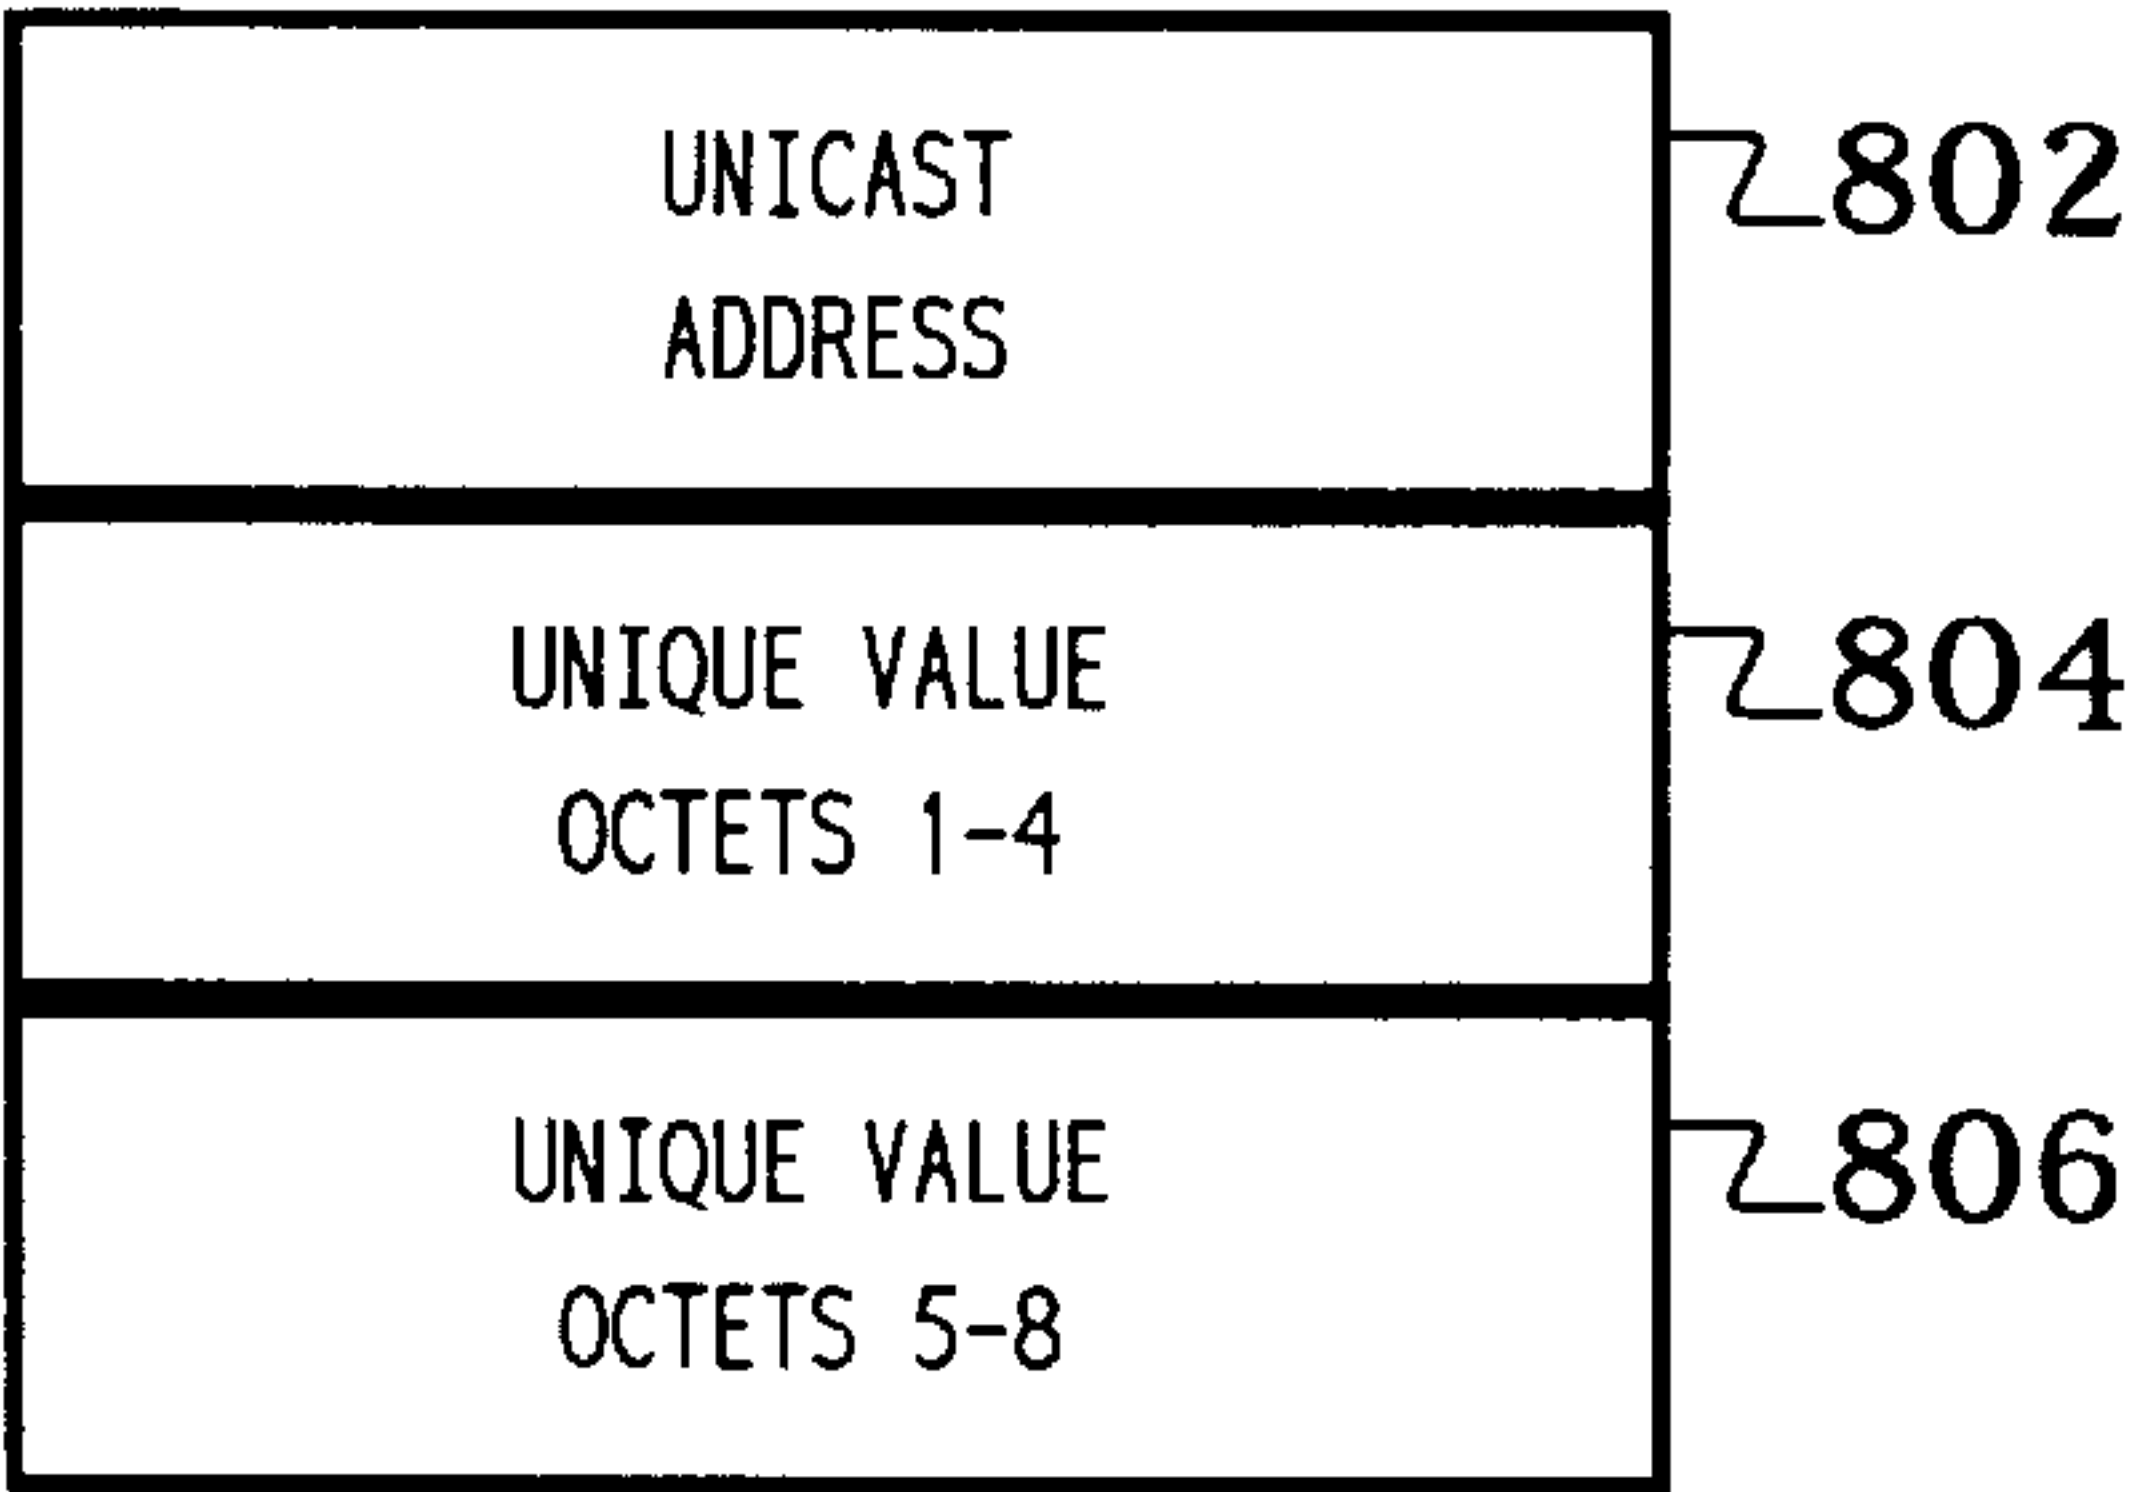 UNICAST
ADDRESS
802
UNIQUE VALUE
OCTETS 1-4
804
UNIQUE VALUE
OCTETS 5-8
806